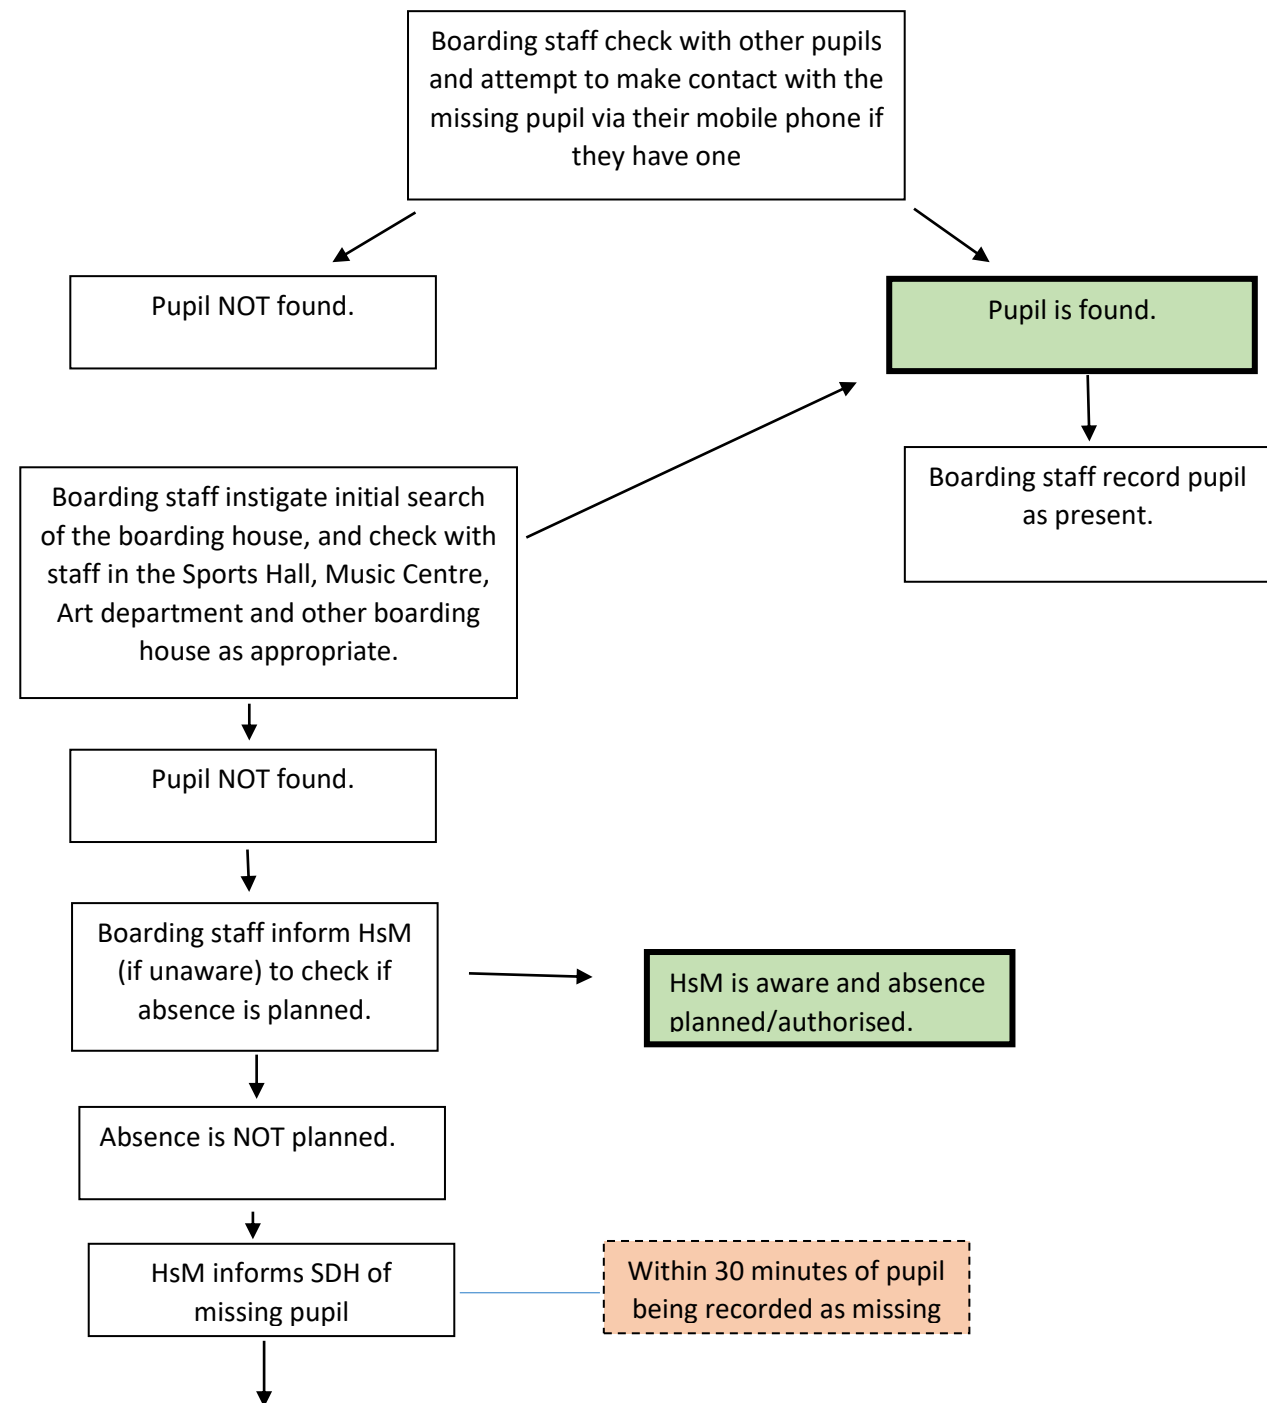 Boarding staff check with other pupils
and attempt to make contact with the
missing pupil via their mobile phone if
they have one
Pupil NOT found.
Pupil is found.
Boarding staff record pupil
as present.
Boarding staff instigate initial search
of the boarding house, and check with
staff in the Sports Hall, Music Centre,
Art department and other boarding
house as appropriate.
Pupil NOT found.
Boarding staff inform HsM
(if unaware) to check if
absence is planned.
HsM is aware and absence
planned/authorised.
Absence is NOT planned.
HsM informs SDH of
missing pupil
Within 30 minutes of pupil
being recorded as missing